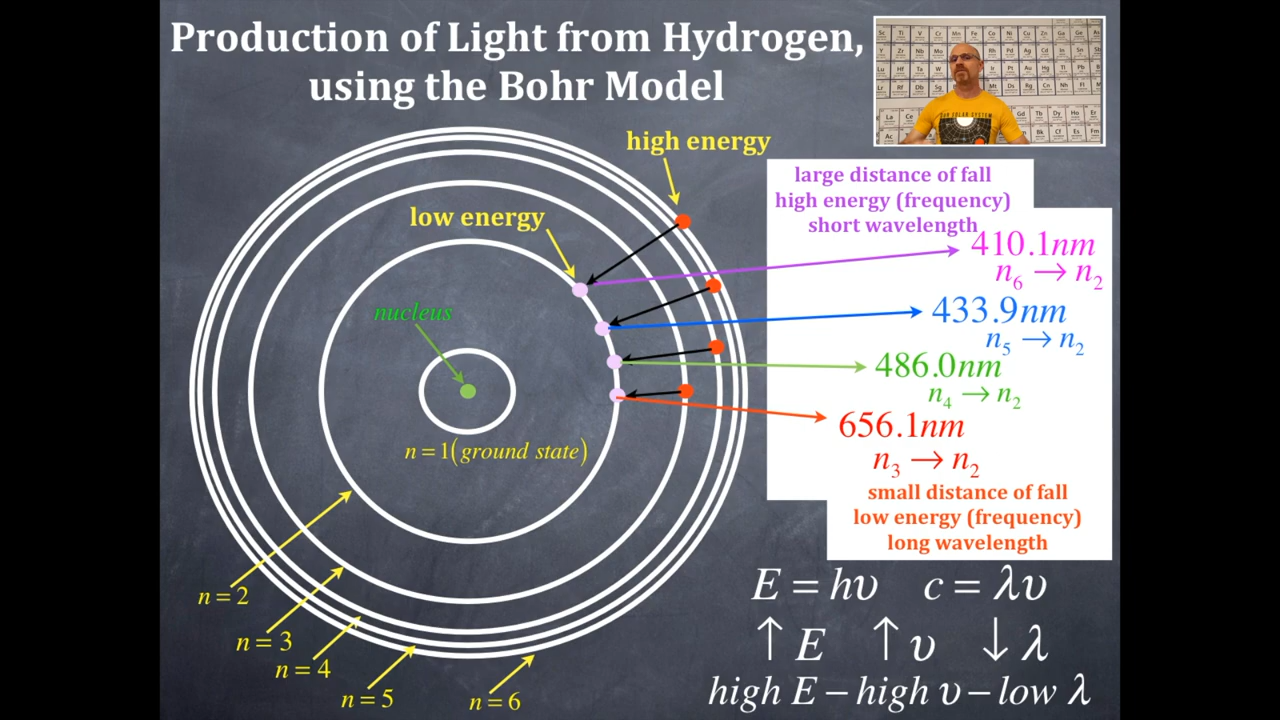 Production of Light from Hydrogen,
using the Bohr Model
high energy
low energy
nucleus
n = 1(ground state)
n = 2
n = 3
n = 4
n = 5
n = 6
large distance of fall
high energy (frequency)
short wavelength
410.1nm
n₆ → n₂
433.9nm
n₅ → n₂
486.0nm
n₄ → n₂
656.1nm
n₃ → n₂
small distance of fall
low energy (frequency)
long wavelength
E = hυ c = λυ
↑ E ↑ υ ↓ λ
high E – high υ – low λ